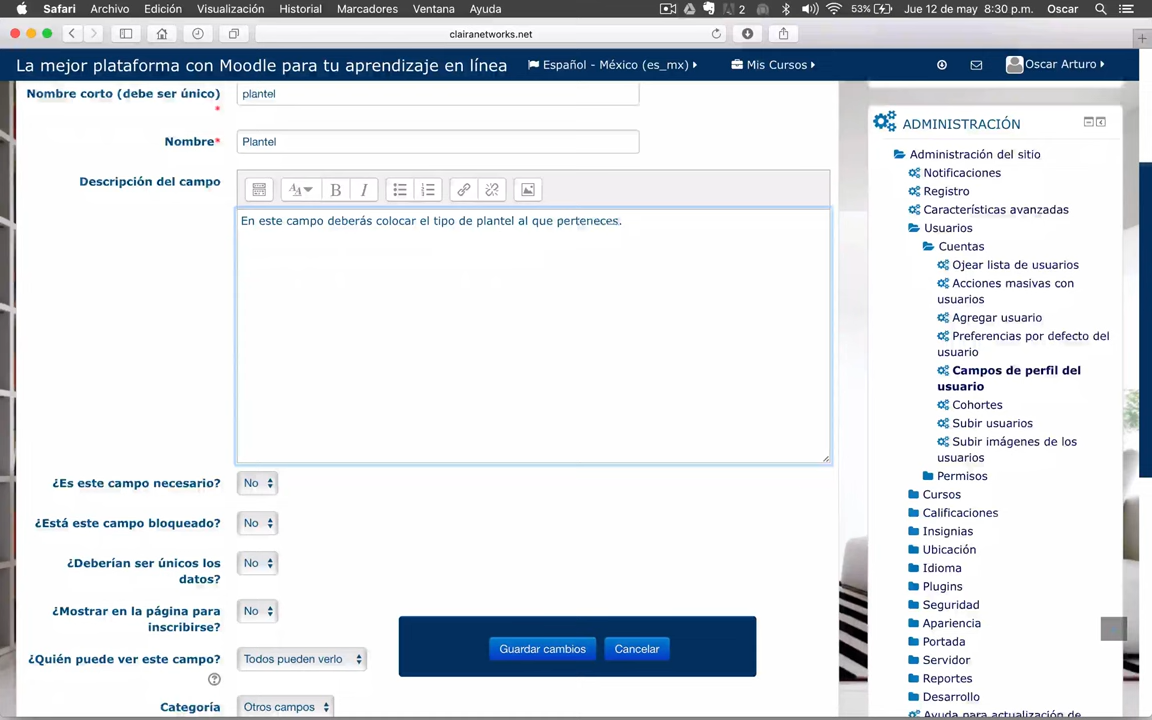 Safari Archivo Edición Visualización Historial Marcadores Ventana Ayuda 2 53% Jue 12 de may 8:30 p.m. Oscar
clairanetworks.net
La mejor plataforma con Moodle para tu aprendizaje en línea Español - México (es_mx) Mis Cursos Oscar Arturo
Nombre corto (debe ser único)* plantel
Nombre* Plantel
Descripción del campo
B I
En este campo deberás colocar el tipo de plantel al que perteneces.
¿Es este campo necesario? No
¿Está este campo bloqueado? No
¿Deberían ser únicos los
datos? No
¿Mostrar en la página para
inscribirse? No
¿Quién puede ver este campo? Todos pueden verlo
Categoría Otros campos
Guardar cambios Cancelar
ADMINISTRACIÓN
Administración del sitio
Notificaciones
Registro
Características avanzadas
Usuarios
Cuentas
Ojear lista de usuarios
Acciones masivas con
usuarios
Agregar usuario
Preferencias por defecto del
usuario
Campos de perfil del
usuario
Cohortes
Subir usuarios
Subir imágenes de los
usuarios
Permisos
Cursos
Calificaciones
Insignias
Ubicación
Idioma
Plugins
Seguridad
Apariencia
Portada
Servidor
Reportes
Desarrollo
Ayuda para actualización de